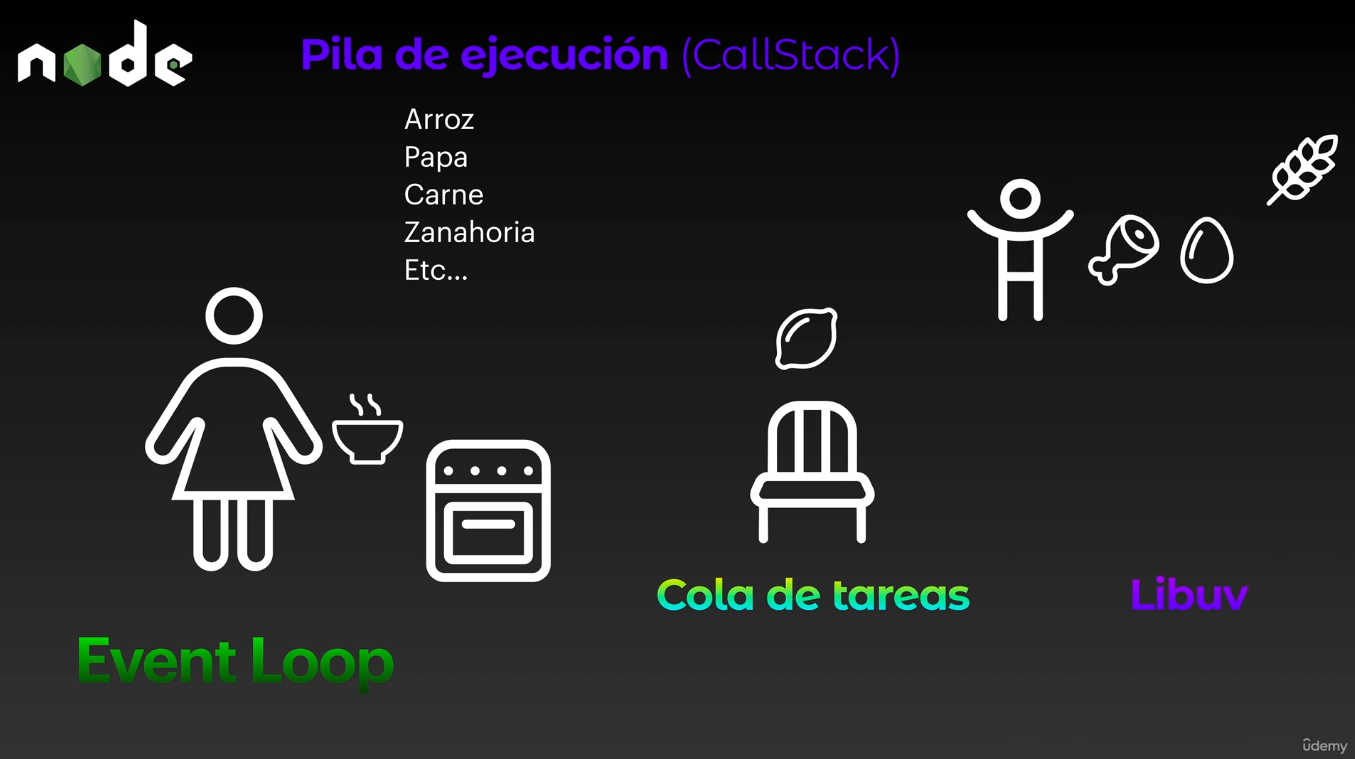 node
Pila de ejecución (CallStack)
Arroz
Papa
Carne
Zanahoria
Etc...
Cola de tareas
Libuv
Event Loop
ûdemy